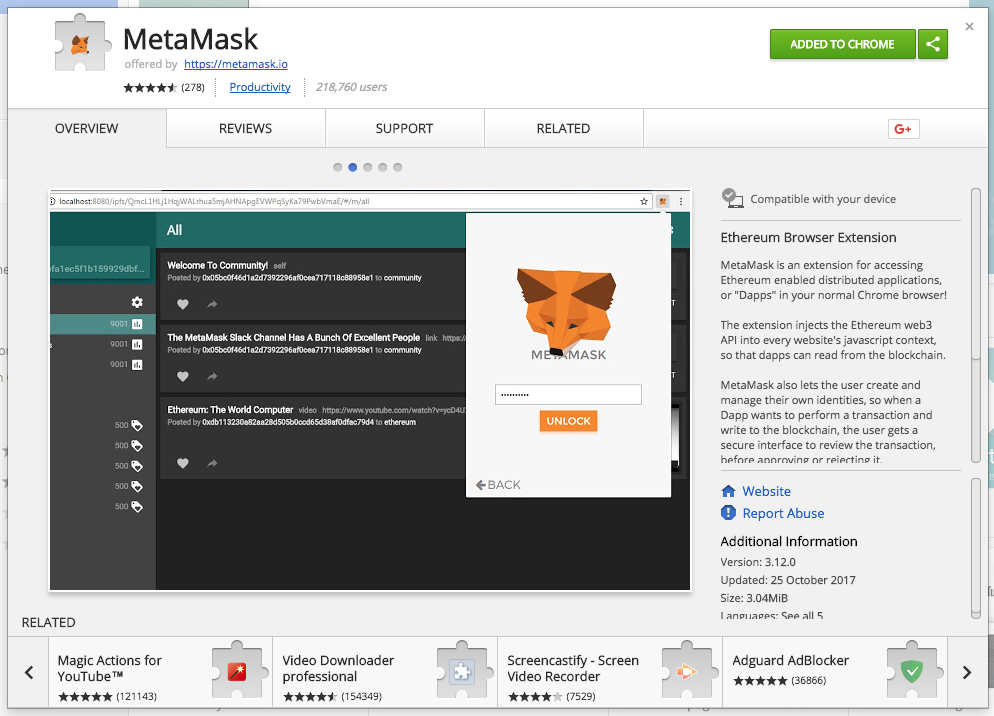 MetaMask
offered by https://metamask.io
(278) Productivity 218,760 users
ADDED TO CHROME
OVERVIEW REVIEWS SUPPORT RELATED
G+
localhost:8080/ipfs/QmcL1HLj1HqjWALrhua5mjAHNApgEVWPqSyKa79PwbVmaE/#/m/all
All
fa1ec5f1b159929dbf...
Welcome To Community! self
Posted by 0x05bc0f46d1a2d7392296af0cea717118c88958e1 to community
9001
The MetaMask Slack Channel Has A Bunch Of Excellent People link https:/
Posted by 0x05bc0f46d1a2d7392296af0cea717118c88958e1 to community
9001
9001
Ethereum: The World Computer video https://www.youtube.com/watch?v=ycD4U
Posted by 0xdb113230a82aa28d505b0ccd65d38af0dfac79d4 to ethereum
500
500
500
500
500
METAMASK
UNLOCK
BACK
Compatible with your device
Ethereum Browser Extension
MetaMask is an extension for accessing
Ethereum enabled distributed applications,
or "Dapps" in your normal Chrome browser!
The extension injects the Ethereum web3
API into every website's javascript context,
so that dapps can read from the blockchain.
MetaMask also lets the user create and
manage their own identities, so when a
Dapp wants to perform a transaction and
write to the blockchain, the user gets a
secure interface to review the transaction,
before approving or rejecting it.
Website
Report Abuse
Additional Information
Version: 3.12.0
Updated: 25 October 2017
Size: 3.04MiB
Languages: See all 5
RELATED
Magic Actions for
YouTube™
(121143)
Video Downloader
professional
(154349)
Screencastify - Screen
Video Recorder
(7529)
Adguard AdBlocker
(36866)